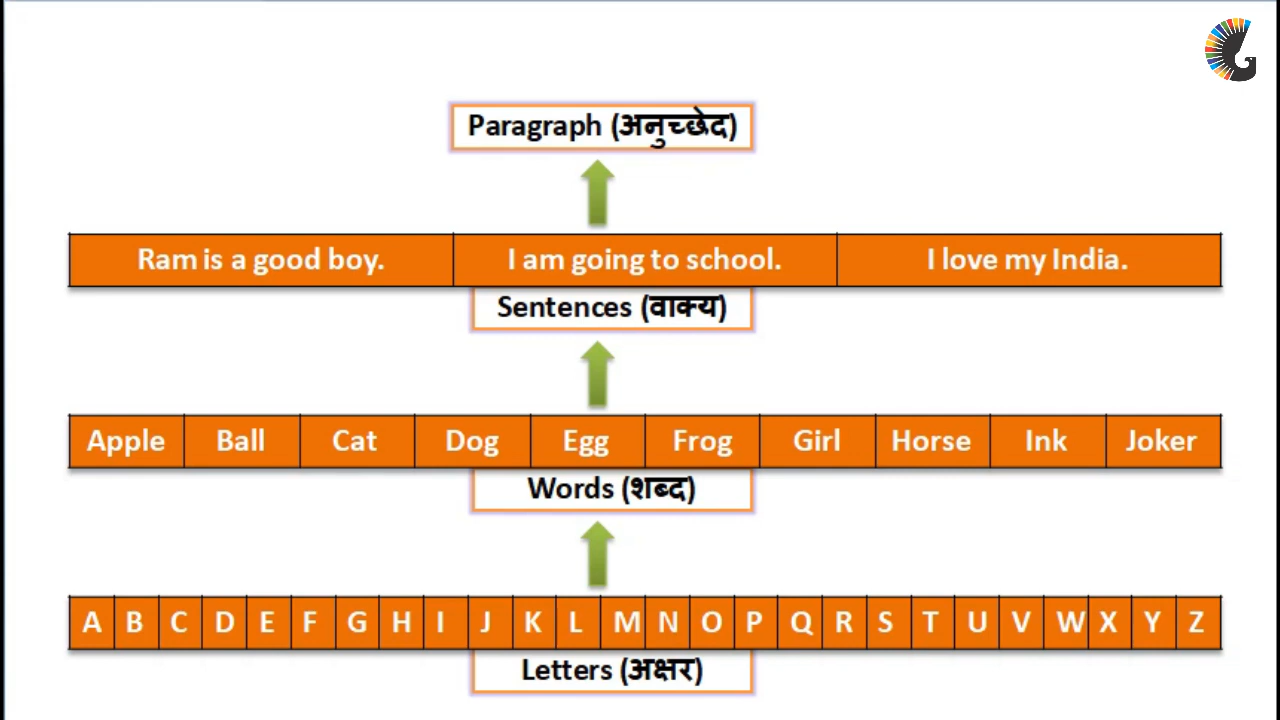 Paragraph (अनुच्छेद)
Ram is a good boy. I am going to school. I love my India.
Sentences (वाक्य)
Apple Ball Cat Dog Egg Frog Girl Horse Ink Joker
Words (शब्द)
A B C D E F G H I J K L M N O P Q R S T U V W X Y Z
Letters (अक्षर)